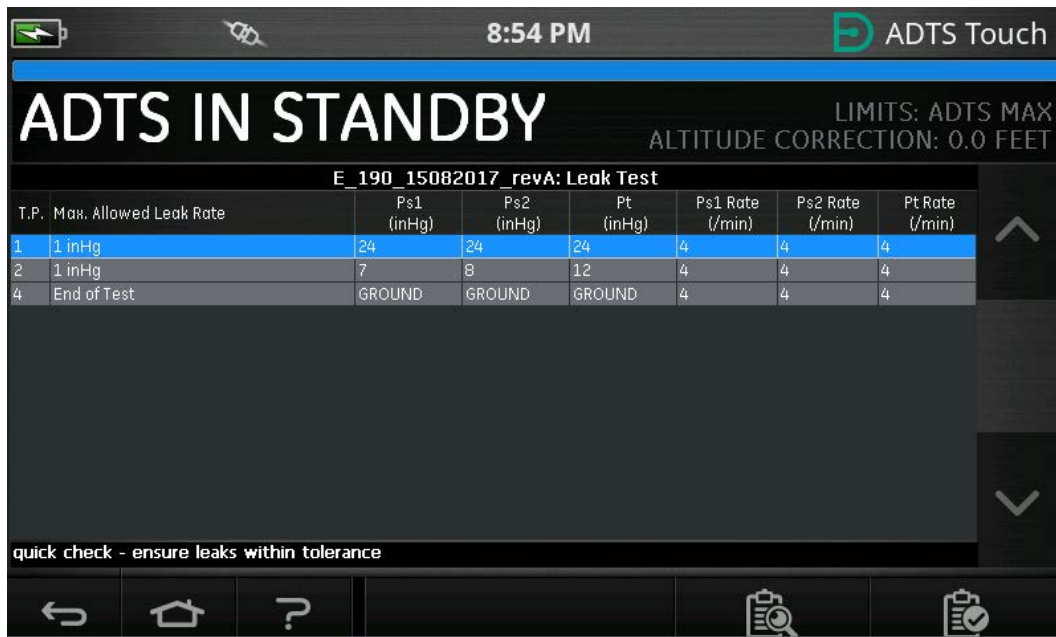 8:54 PM ADTS Touch
ADTS IN STANDBY
LIMITS: ADTS MAX
ALTITUDE CORRECTION: 0.0 FEET
E_190_15082017_revA: Leak Test
T.P. Max. Allowed Leak Rate Ps1 (inHg) Ps2 (inHg) Pt (inHg) Ps1 Rate (/min) Ps2 Rate (/min) Pt Rate (/min)
1 1 inHg 24 24 24 4 4 4
2 1 inHg 7 8 12 4 4 4
4 End of Test GROUND GROUND GROUND 4 4 4
quick check - ensure leaks within tolerance